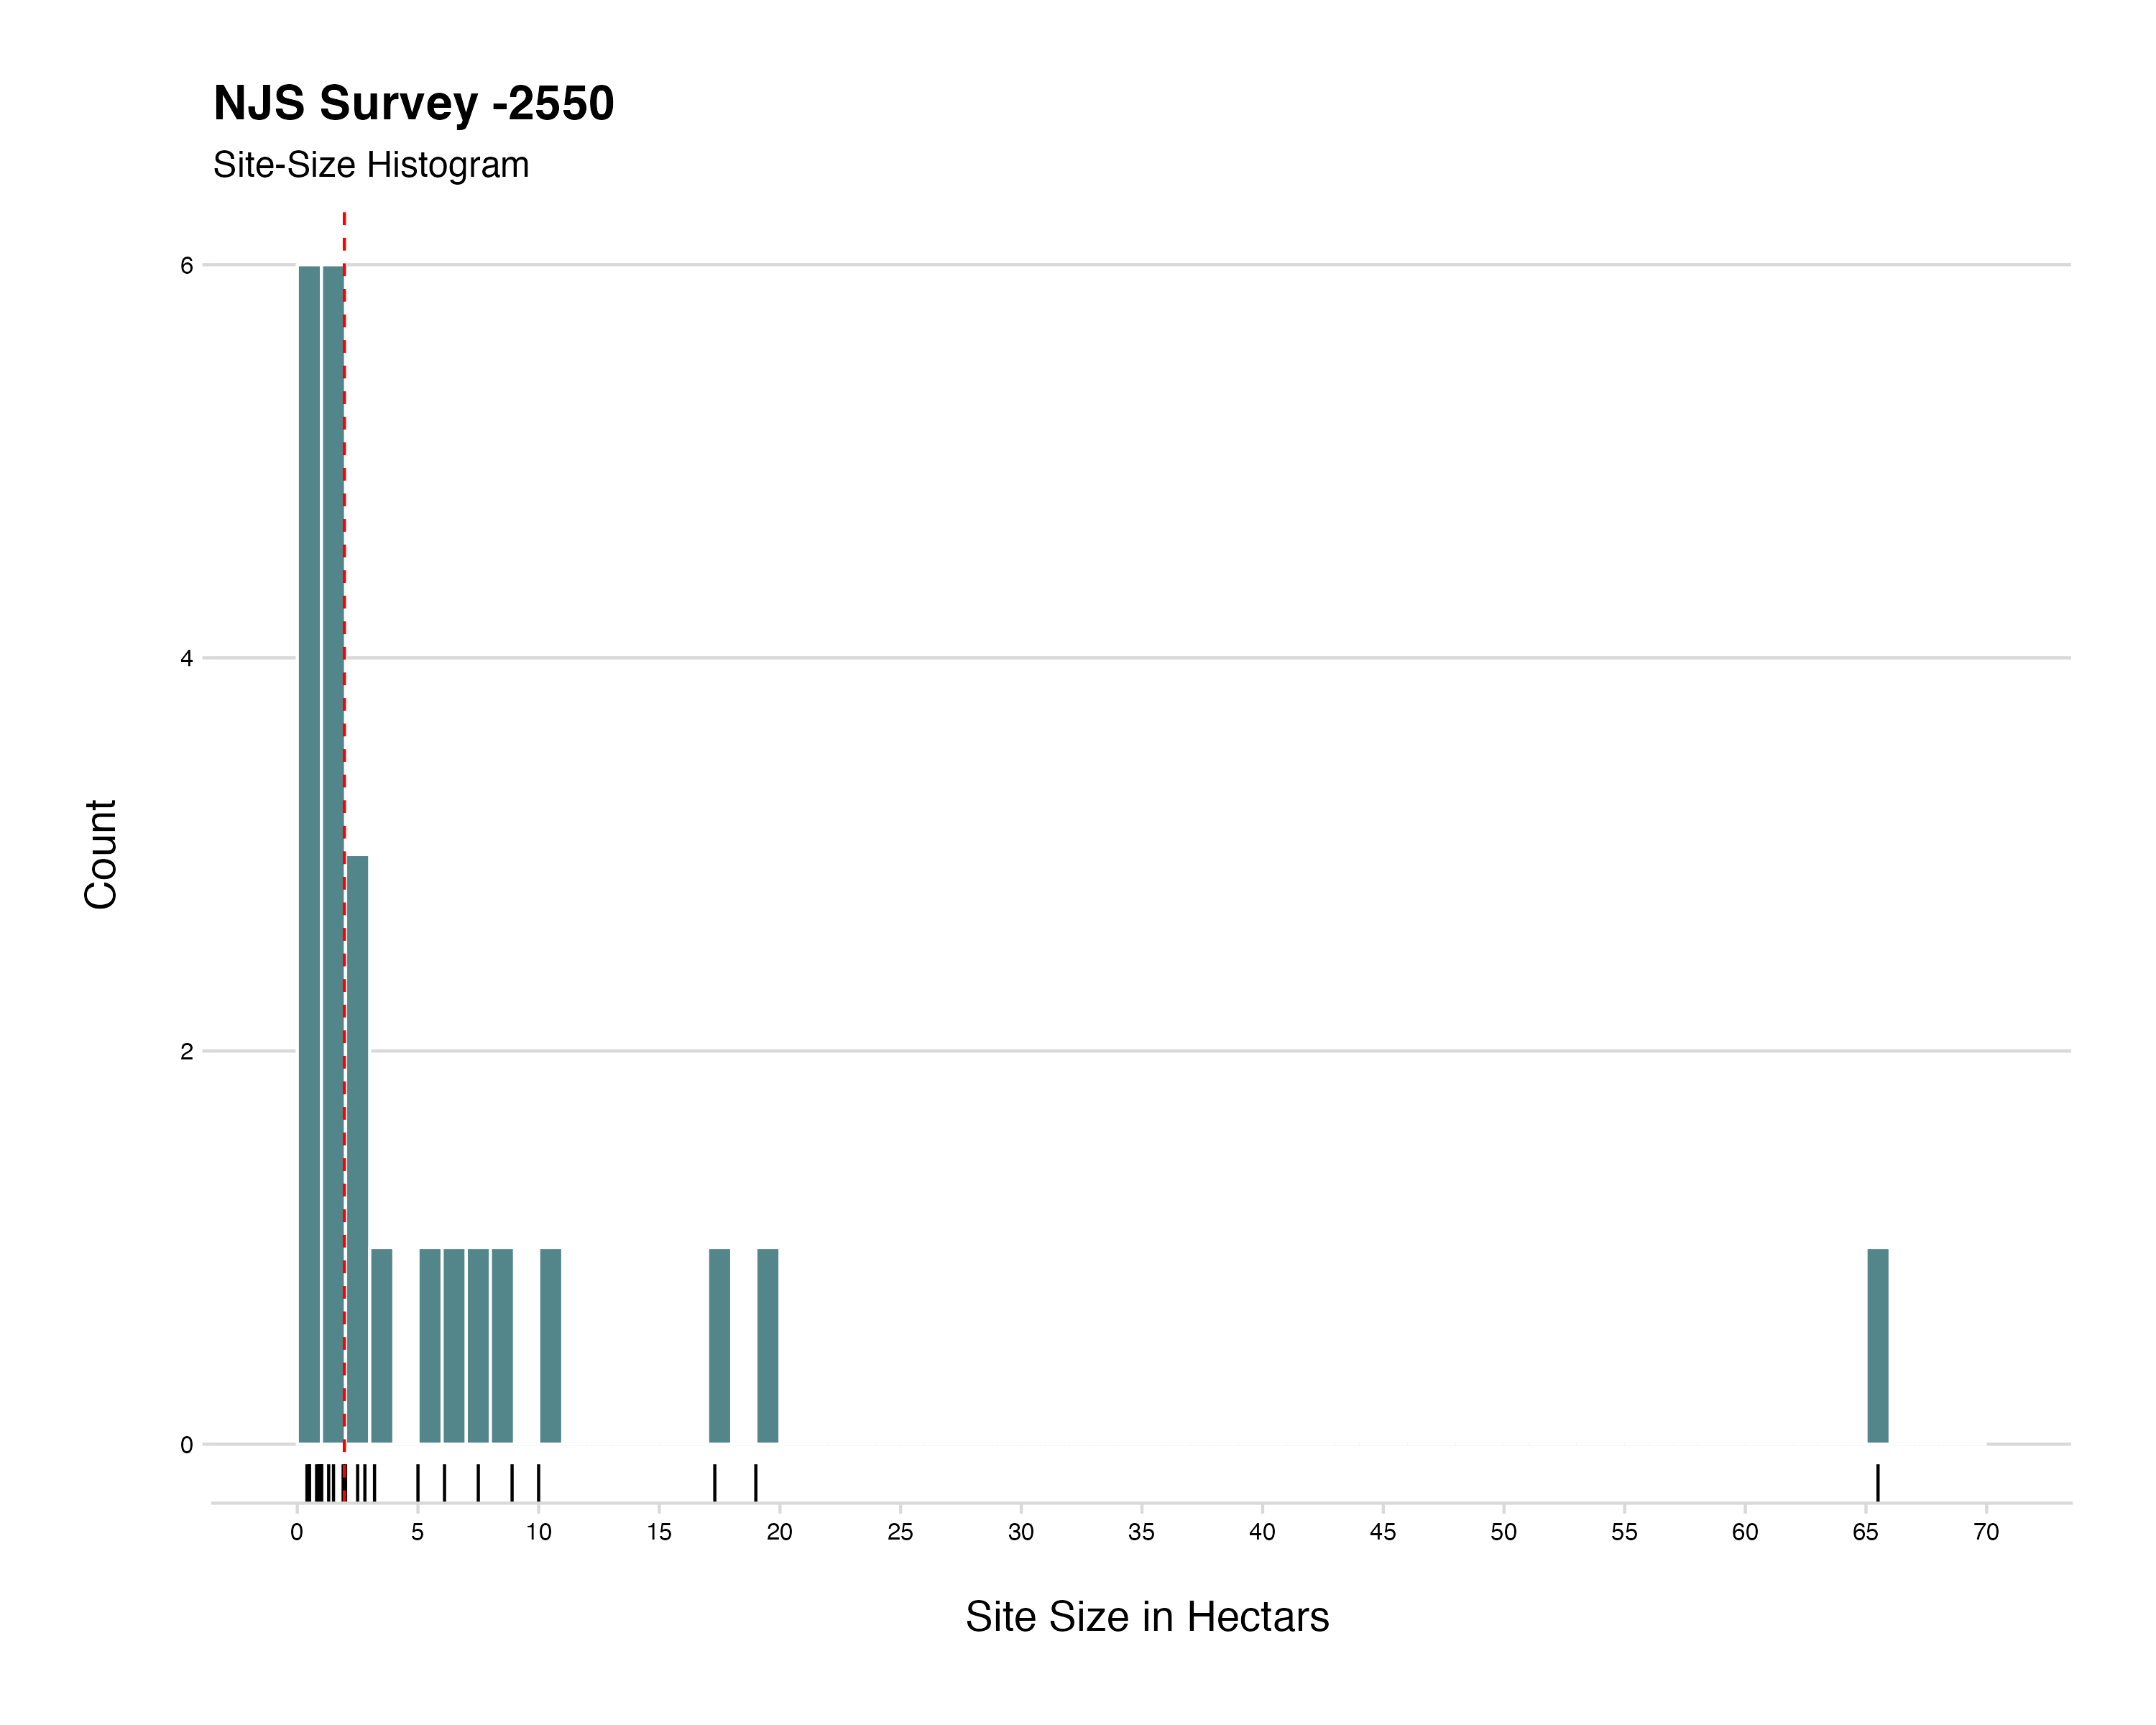 NJS Survey -2550
Site-Size Histogram
6
4
2
0
Count
0 5 10 15 20 25 30 35 40 45 50 55 60 65 70
Site Size in Hectars